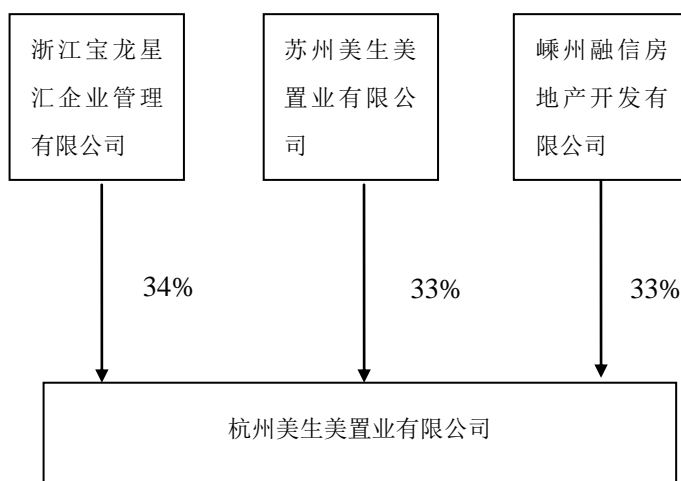 浙江宝龙星
汇企业管理
有限公司
苏州美生美
置业有限公
司
嵊州融信房
地产开发有
限公司
34%
33%
33%
杭州美生美置业有限公司